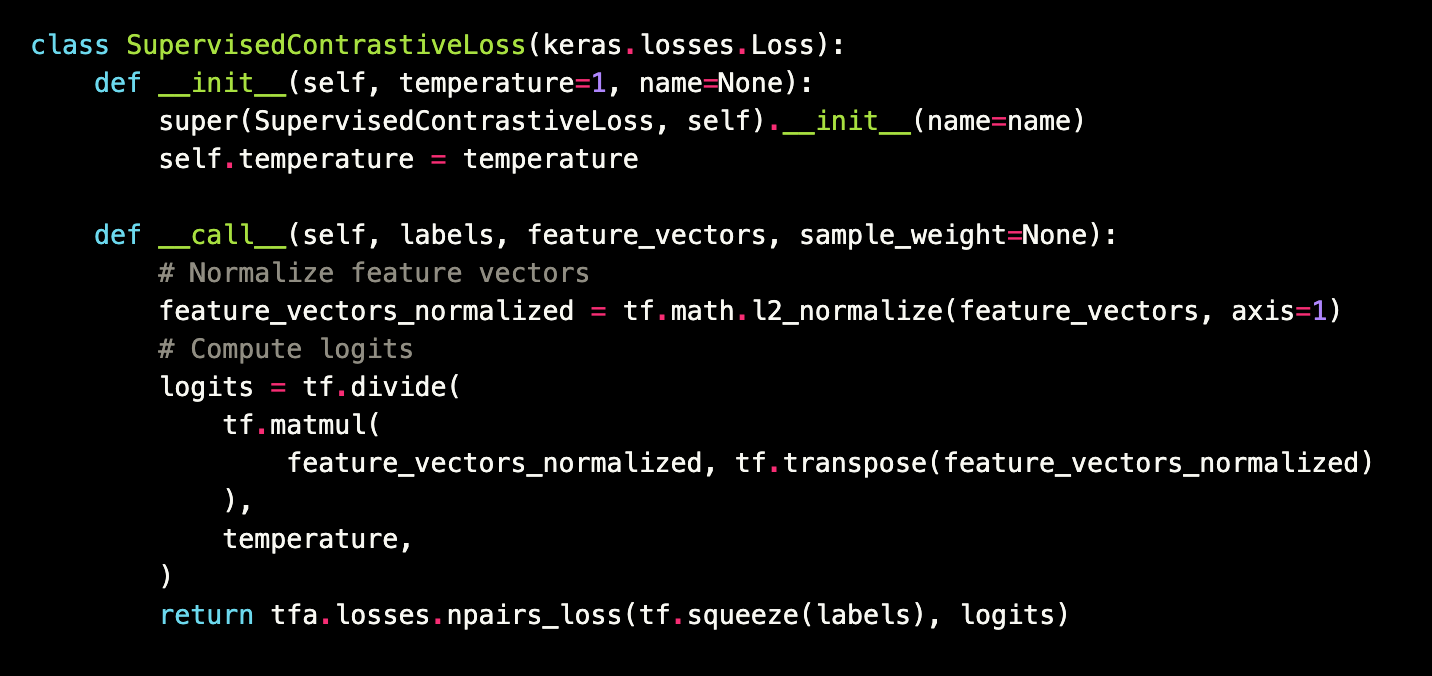 class SupervisedContrastiveLoss(keras.losses.Loss):
    def __init__(self, temperature=1, name=None):
        super(SupervisedContrastiveLoss, self).__init__(name=name)
        self.temperature = temperature

    def __call__(self, labels, feature_vectors, sample_weight=None):
        # Normalize feature vectors
        feature_vectors_normalized = tf.math.l2_normalize(feature_vectors, axis=1)
        # Compute logits
        logits = tf.divide(
            tf.matmul(
                feature_vectors_normalized, tf.transpose(feature_vectors_normalized)
            ),
            temperature,
        )
        return tfa.losses.npairs_loss(tf.squeeze(labels), logits)